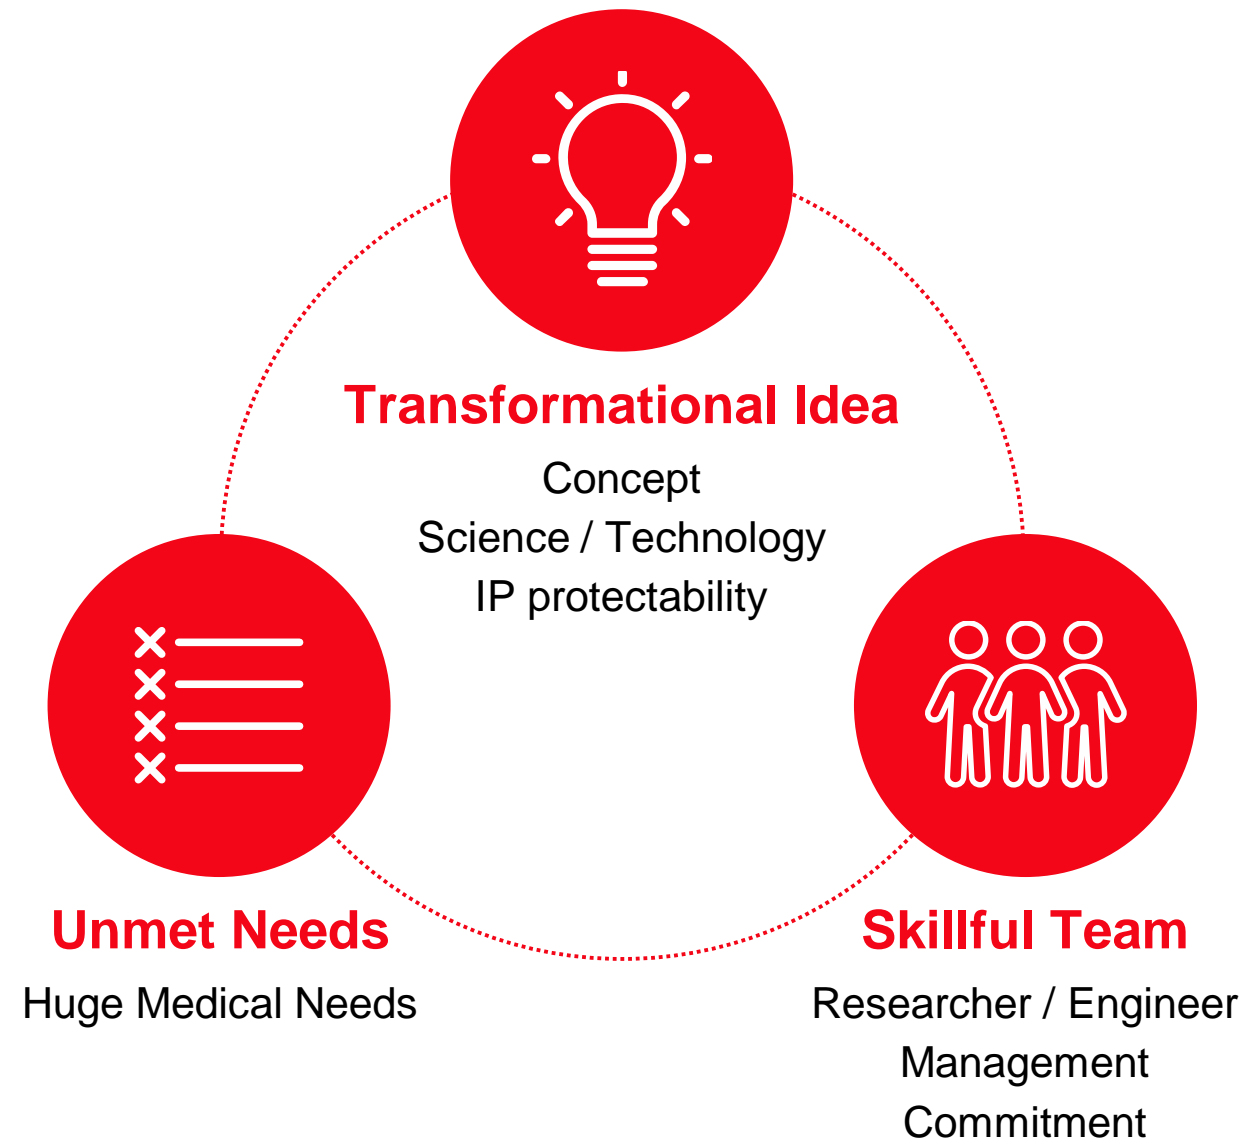 Transformational Idea
Concept
Science / Technology
IP protectability
Unmet Needs
Huge Medical Needs
Skillful Team
Researcher / Engineer
Management
Commitment